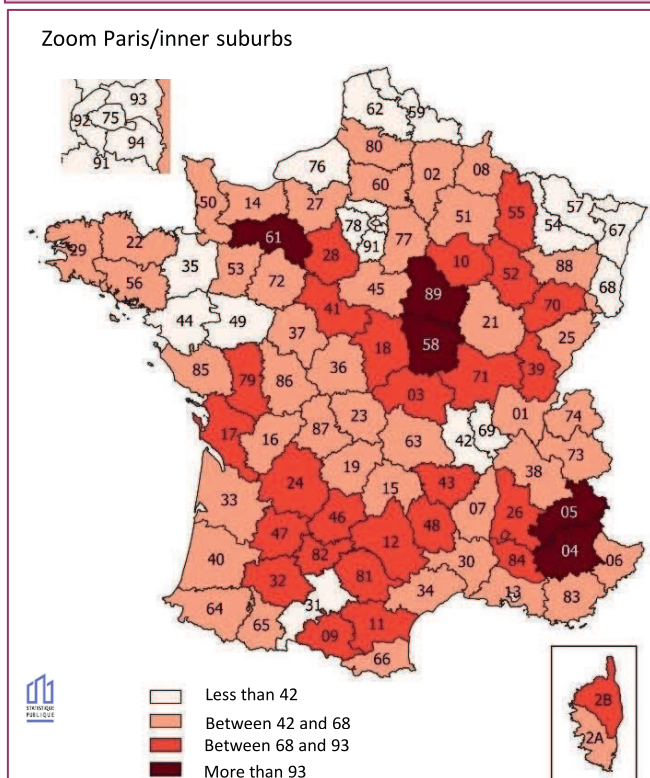 Zoom Paris/inner suburbs
93
92 75
94
91
62 59
80
76 02 08
60
50 14 27 51 55 57
78 54 67
61 77
29 22 28 91 10
35 53 52 88
56 72 45 68
89 70
41
44 49 21
37 25
18 58
85 79 86 36 71 39
03
23 01 74
17 16 87 42 69
63
19 38 73
24 43
33 15 07 26 05
46 48
47 12
82 04
40 30 84 06
32 81
31 34 13 83
64 65 11
09
66
2B
2A
STATISTIQUE
PUBLIQUE
Less than 42
Between 42 and 68
Between 68 and 93
More than 93